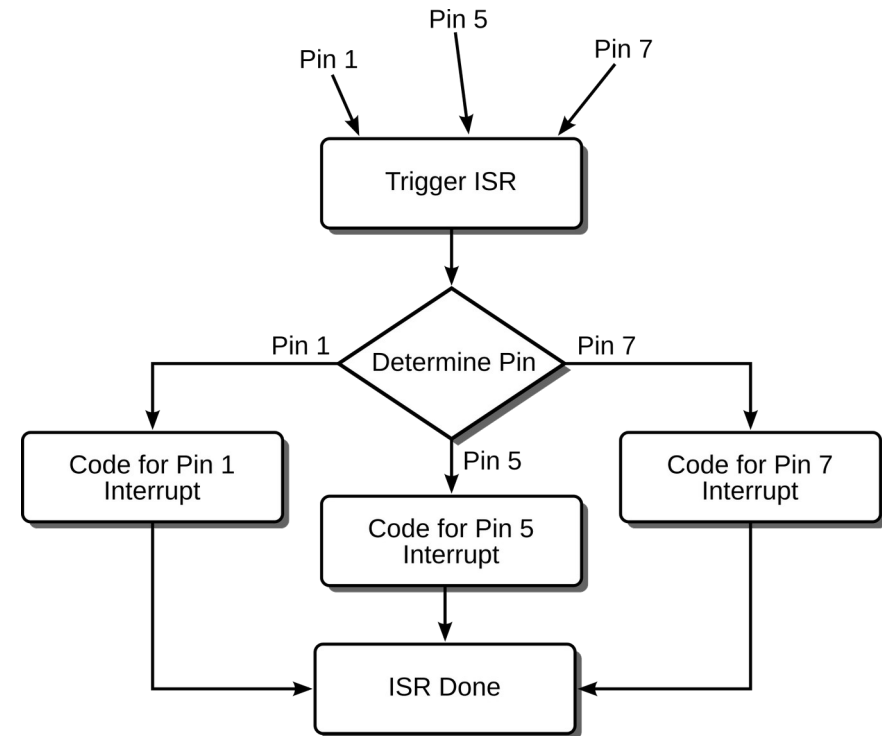 Pin 5
Pin 1
Pin 7
Trigger ISR
Pin 1
Determine Pin
Pin 7
Pin 5
Code for Pin 1
Interrupt
Code for Pin 5
Interrupt
Code for Pin 7
Interrupt
ISR Done